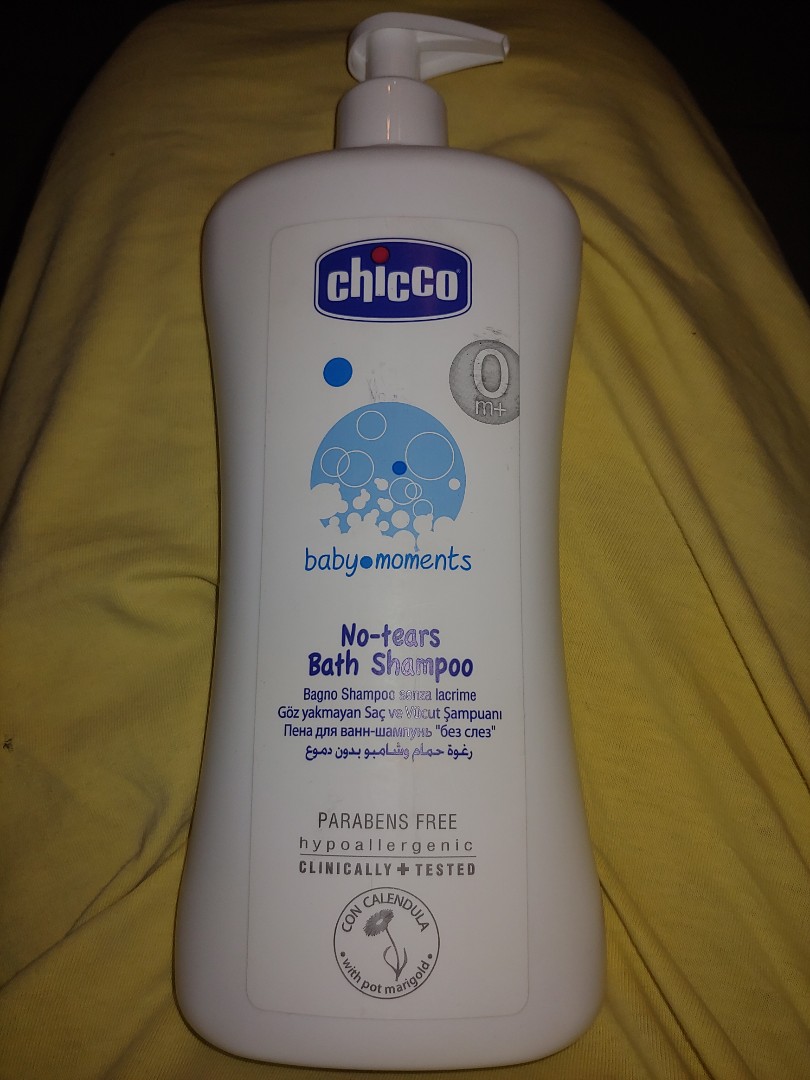 chicco
0
m+
baby moments
No-tears
Bath Shampoo
Bagno Shampoo senza lacrime
Göz yakmayan Saç ve Vücut Şampuanı
Пена для ванн-шампунь "без слез"
رغوة حمام وشامبو بدون دموع
PARABENS FREE
hypoallergenic
CLINICALLY + TESTED
CON CALENDULA
• with pot marigold •